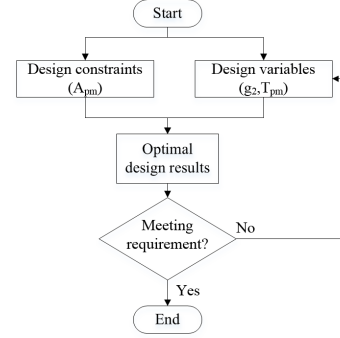 Start
Design constraints
(Apm)
Design variables
(g2,Tpm)
Optimal
design results
Meeting
requirement?
No
Yes
End